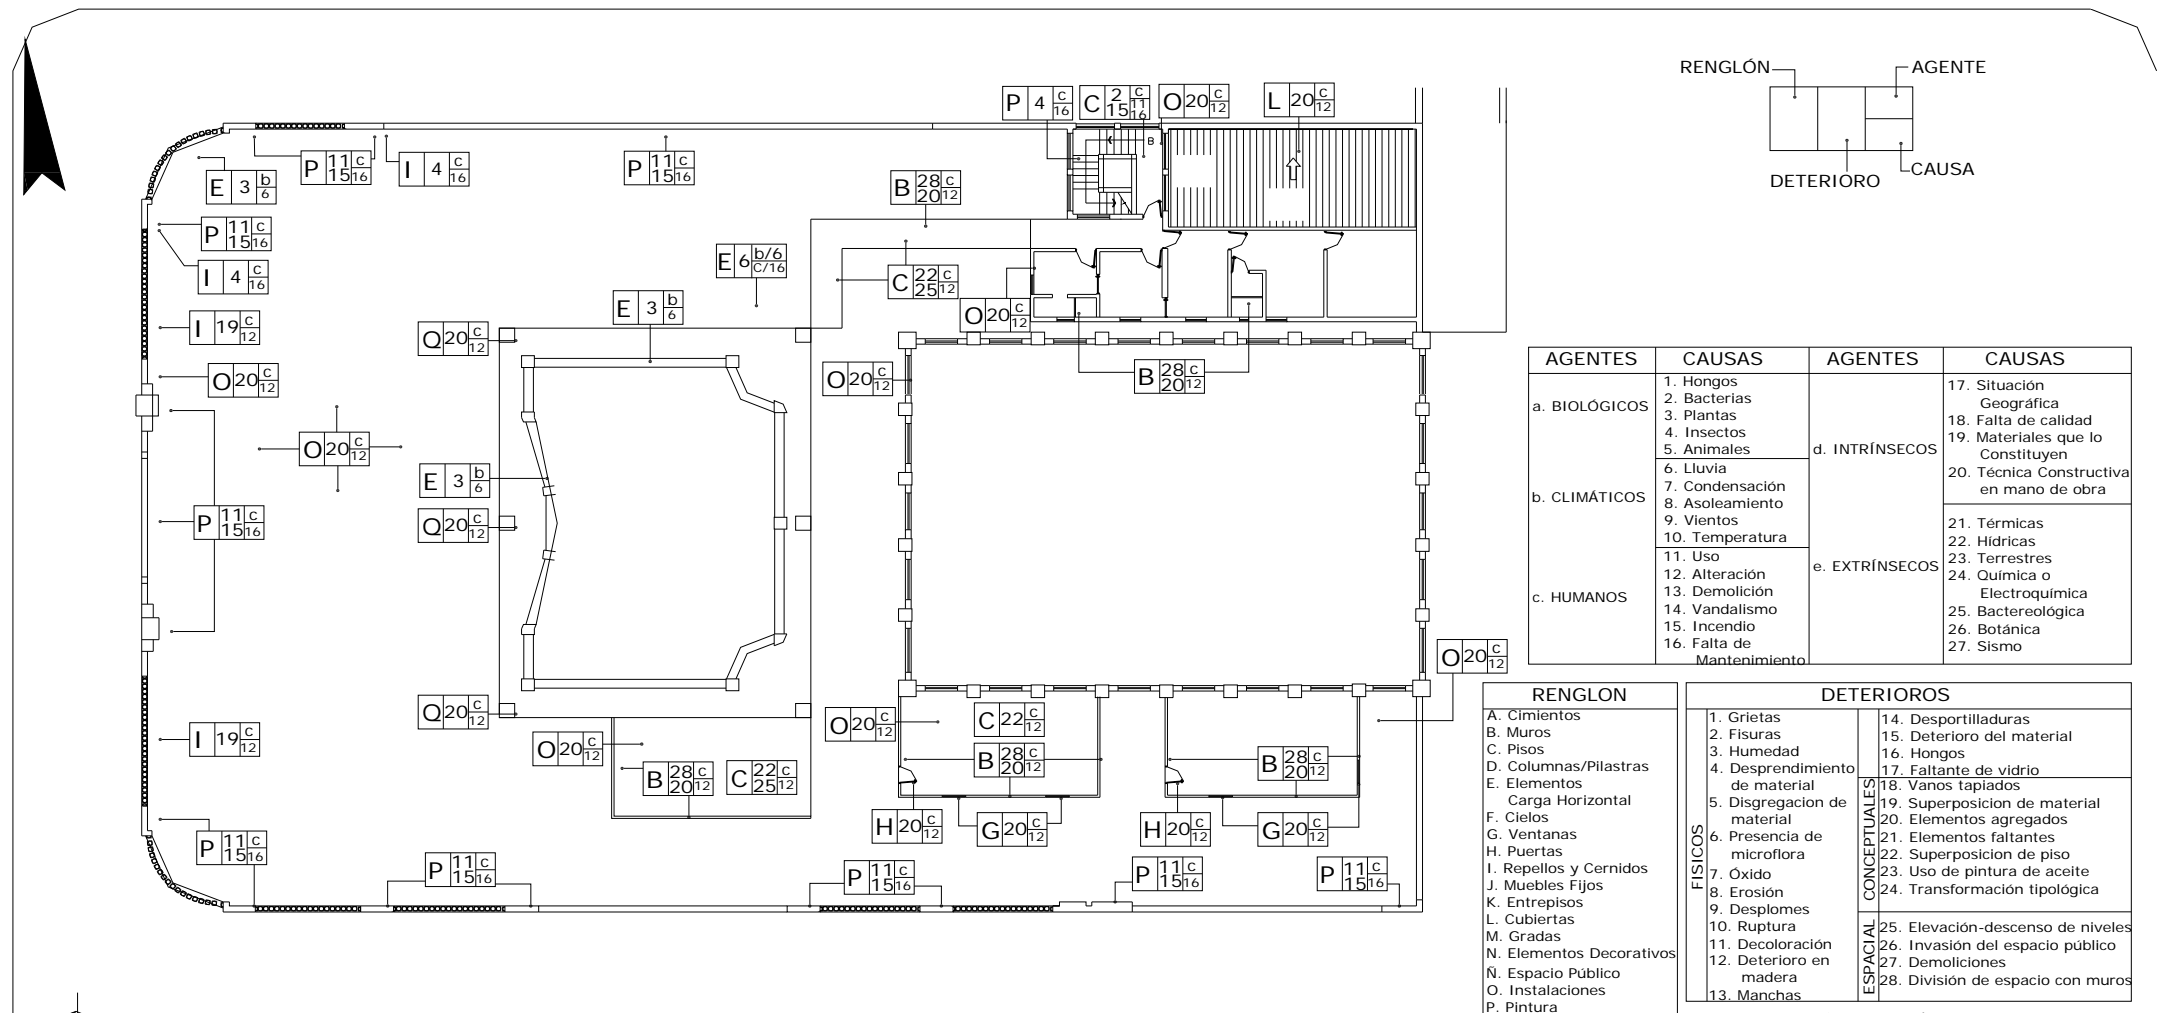 RENGLÓN
AGENTE
DETERIORO
CAUSA
P 4 C 16
C 2 15 C 11 16
O 20 C 12
L 20 C 12
B
P 11 15 C 16
I 4 C 16
P 11 15 C 16
E 3 b 6
B 28 20 C 12
P 11 15 C 16
I 4 C 16
E 6 b/6 C/16
C 22 25 C 12
E 3 b 6
O 20 C 12
I 19 C 12
Q 20 C 12
O 20 C 12
O 20 C 12
B 28 20 C 12
O 20 C 12
E 3 b 6
P 11 15 C 16
Q 20 C 12
O 20 C 12
Q 20 C 12
O 20 C 12
C 22 C 12
I 19 C 12
O 20 C 12
B 28 20 C 12
B 28 20 C 12
B 28 20 C 12
C 22 25 C 12
H 20 C 12
G 20 C 12
H 20 C 12
G 20 C 12
P 11 15 C 16
P 11 15 C 16
P 11 15 C 16
P 11 15 C 16
P 11 15 C 16
AGENTES CAUSAS AGENTES CAUSAS
a. BIOLÓGICOS
1. Hongos
2. Bacterias
3. Plantas
4. Insectos
5. Animales
b. CLIMÁTICOS
6. Lluvia
7. Condensación
8. Asoleamiento
9. Vientos
10. Temperatura
c. HUMANOS
11. Uso
12. Alteración
13. Demolición
14. Vandalismo
15. Incendio
16. Falta de
Mantenimiento
d. INTRÍNSECOS
17. Situación
Geográfica
18. Falta de calidad
19. Materiales que lo
Constituyen
20. Técnica Constructiva
en mano de obra
e. EXTRÍNSECOS
21. Térmicas
22. Hídricas
23. Terrestres
24. Química o
Electroquímica
25. Bactereológica
26. Botánica
27. Sismo
RENGLON
A. Cimientos
B. Muros
C. Pisos
D. Columnas/Pilastras
E. Elementos
Carga Horizontal
F. Cielos
G. Ventanas
H. Puertas
I. Repellos y Cernidos
J. Muebles Fijos
K. Entrepisos
L. Cubiertas
M. Gradas
N. Elementos Decorativos
Ñ. Espacio Público
O. Instalaciones
P. Pintura
DETERIOROS
FISICOS
1. Grietas
2. Fisuras
3. Humedad
4. Desprendimiento
de material
5. Disgregacion de
material
6. Presencia de
microflora
7. Óxido
8. Erosión
9. Desplomes
10. Ruptura
11. Decoloración
12. Deterioro en
madera
13. Manchas
14. Desportilladuras
15. Deterioro del material
16. Hongos
17. Faltante de vidrio
CONCEPTUALES
18. Vanos tapiados
19. Superposicion de material
20. Elementos agregados
21. Elementos faltantes
22. Superposicion de piso
23. Uso de pintura de aceite
24. Transformación tipológica
ESPACIAL
25. Elevación-descenso de niveles
26. Invasión del espacio público
27. Demoliciones
28. División de espacio con muros